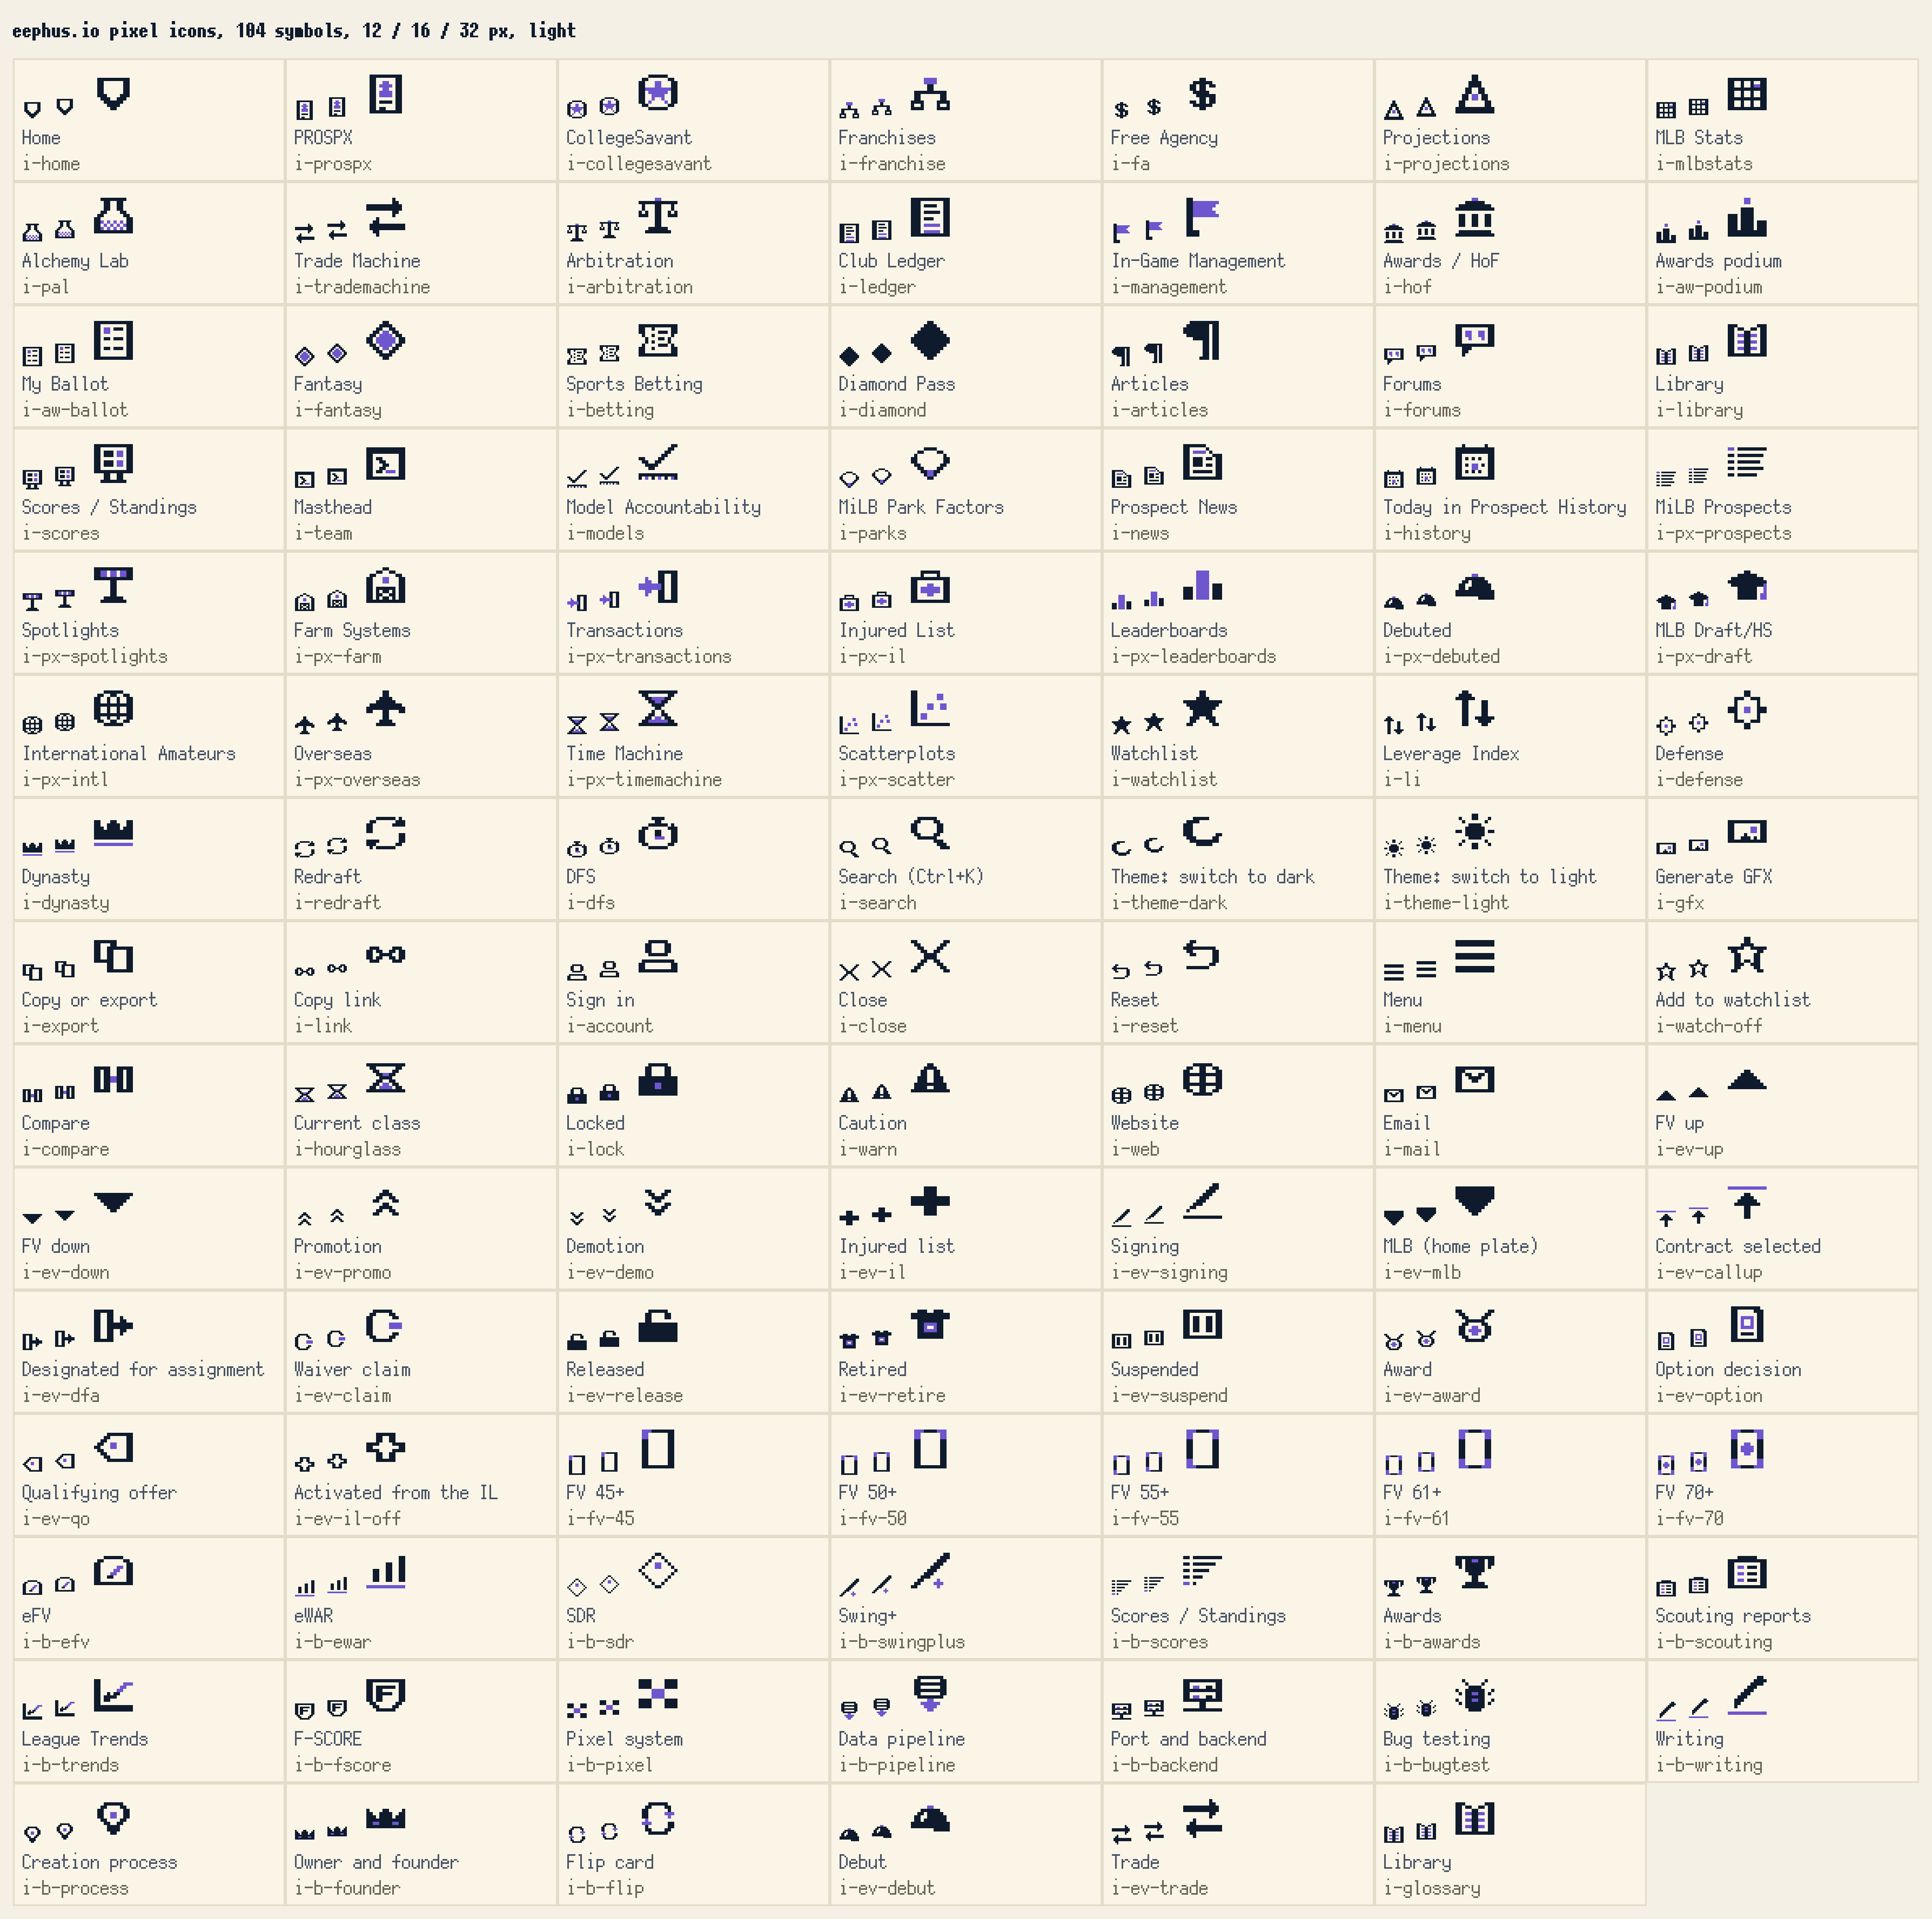 eephus.io pixel icons, 104 symbols, 12 / 16 / 32 px, light
Home
i-home
PROSPX
i-prospx
CollegeSavant
i-collegesavant
Franchises
i-franchise
Free Agency
i-fa
Projections
i-projections
MLB Stats
i-mlbstats
Alchemy Lab
i-pal
Trade Machine
i-trademachine
Arbitration
i-arbitration
Club Ledger
i-ledger
In-Game Management
i-management
Awards / HoF
i-hof
Awards podium
i-aw-podium
My Ballot
i-aw-ballot
Fantasy
i-fantasy
Sports Betting
i-betting
Diamond Pass
i-diamond
Articles
i-articles
Forums
i-forums
Library
i-library
Scores / Standings
i-scores
Masthead
i-team
Model Accountability
i-models
MiLB Park Factors
i-parks
Prospect News
i-news
Today in Prospect History
i-history
MiLB Prospects
i-px-prospects
Spotlights
i-px-spotlights
Farm Systems
i-px-farm
Transactions
i-px-transactions
Injured List
i-px-il
Leaderboards
i-px-leaderboards
Debuted
i-px-debuted
MLB Draft/HS
i-px-draft
International Amateurs
i-px-intl
Overseas
i-px-overseas
Time Machine
i-px-timemachine
Scatterplots
i-px-scatter
Watchlist
i-watchlist
Leverage Index
i-li
Defense
i-defense
Dynasty
i-dynasty
Redraft
i-redraft
DFS
i-dfs
Search (Ctrl+K)
i-search
Theme: switch to dark
i-theme-dark
Theme: switch to light
i-theme-light
Generate GFX
i-gfx
Copy or export
i-export
Copy link
i-link
Sign in
i-account
Close
i-close
Reset
i-reset
Menu
i-menu
Add to watchlist
i-watch-off
Compare
i-compare
Current class
i-hourglass
Locked
i-lock
Caution
i-warn
Website
i-web
Email
i-mail
FV up
i-ev-up
FV down
i-ev-down
Promotion
i-ev-promo
Demotion
i-ev-demo
Injured list
i-ev-il
Signing
i-ev-signing
MLB (home plate)
i-ev-mlb
Contract selected
i-ev-callup
Designated for assignment
i-ev-dfa
Waiver claim
i-ev-claim
Released
i-ev-release
Retired
i-ev-retire
Suspended
i-ev-suspend
Award
i-ev-award
Option decision
i-ev-option
Qualifying offer
i-ev-qo
Activated from the IL
i-ev-il-off
FV 45+
i-fv-45
FV 50+
i-fv-50
FV 55+
i-fv-55
FV 61+
i-fv-61
FV 70+
i-fv-70
eFV
i-b-efv
eWAR
i-b-ewar
SDR
i-b-sdr
Swing+
i-b-swingplus
Scores / Standings
i-b-scores
Awards
i-b-awards
Scouting reports
i-b-scouting
League Trends
i-b-trends
F-SCORE
i-b-fscore
Pixel system
i-b-pixel
Data pipeline
i-b-pipeline
Port and backend
i-b-backend
Bug testing
i-b-bugtest
Writing
i-b-writing
Creation process
i-b-process
Owner and founder
i-b-founder
Flip card
i-b-flip
Debut
i-ev-debut
Trade
i-ev-trade
Library
i-glossary